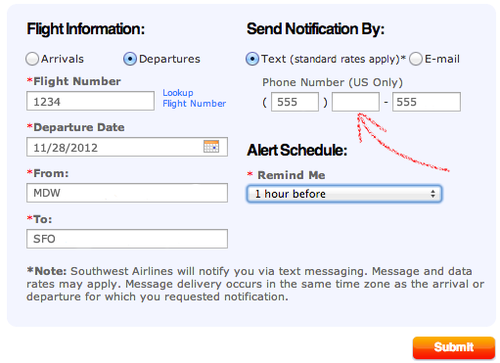 Flight Information:
Send Notification By:
Arrivals Departures
Text (standard rates apply)* E-mail
*Flight Number
1234
Lookup
Flight Number
Phone Number (US Only)
( 555 ) - 555
*Departure Date
11/28/2012
Alert Schedule:
*From:
MDW
* Remind Me
1 hour before
*To:
SFO
*Note: Southwest Airlines will notify you via text messaging. Message and data
rates may apply. Message delivery occurs in the same time zone as the arrival or
departure for which you requested notification.
Submit